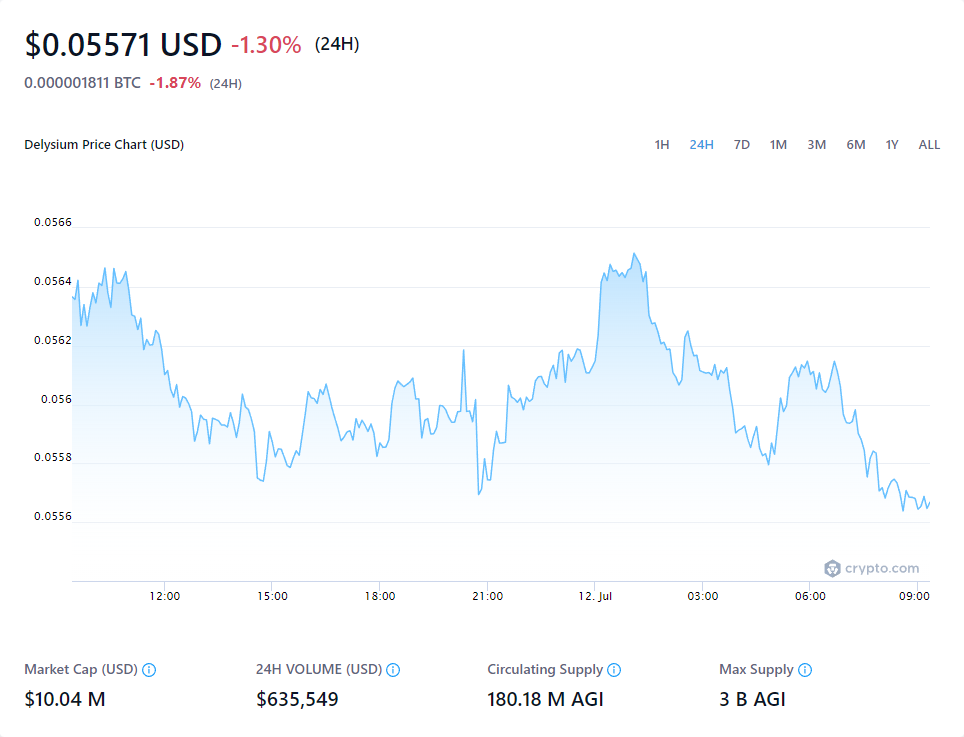 $0.05571 USD -1.30% (24H)
0.000001811 BTC -1.87% (24H)
Delysium Price Chart (USD) 1H 24H 7D 1M 3M 6M 1Y ALL
0.0566
0.0564
0.0562
0.056
0.0558
0.0556
crypto.com
12:00 15:00 18:00 21:00 12. Jul 03:00 06:00 09:00
Market Cap (USD) 24H VOLUME (USD) Circulating Supply Max Supply
$10.04 M $635,549 180.18 M AGI 3 B AGI